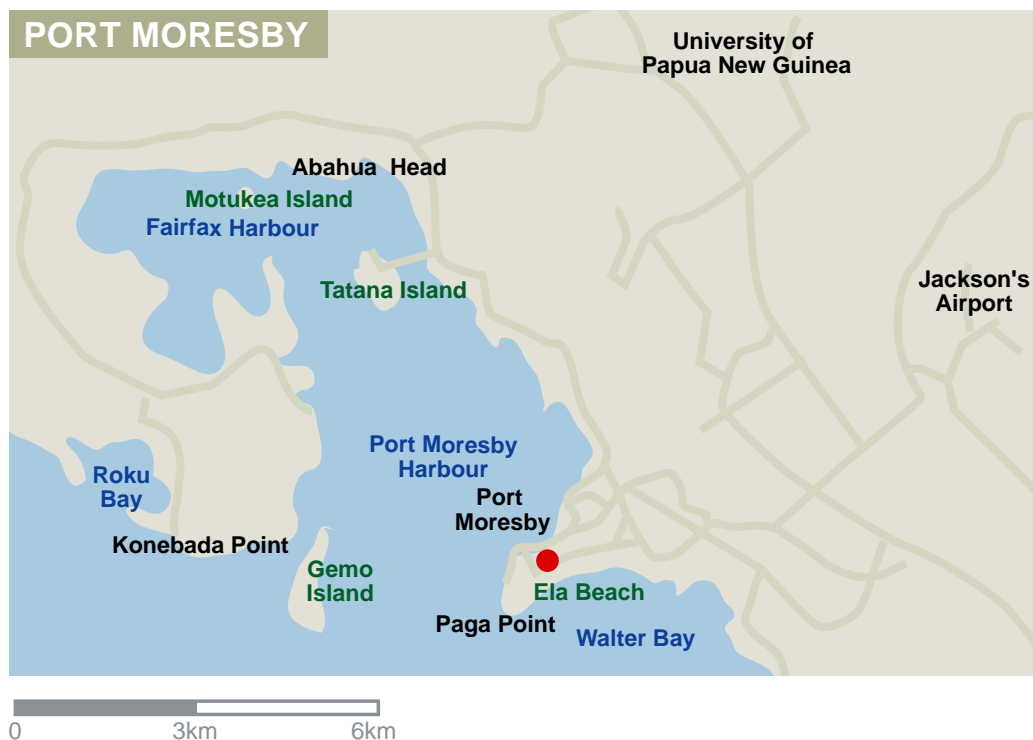 PORT MORESBY
University of
Papua New Guinea
Abahua Head
Motukea Island
Fairfax Harbour
Jackson's
Airport
Tatana Island
Port Moresby
Harbour
Roku
Bay
Port
Moresby
Konebada Point
Gemo
Island
Ela Beach
Paga Point
Walter Bay
0 3km 6km